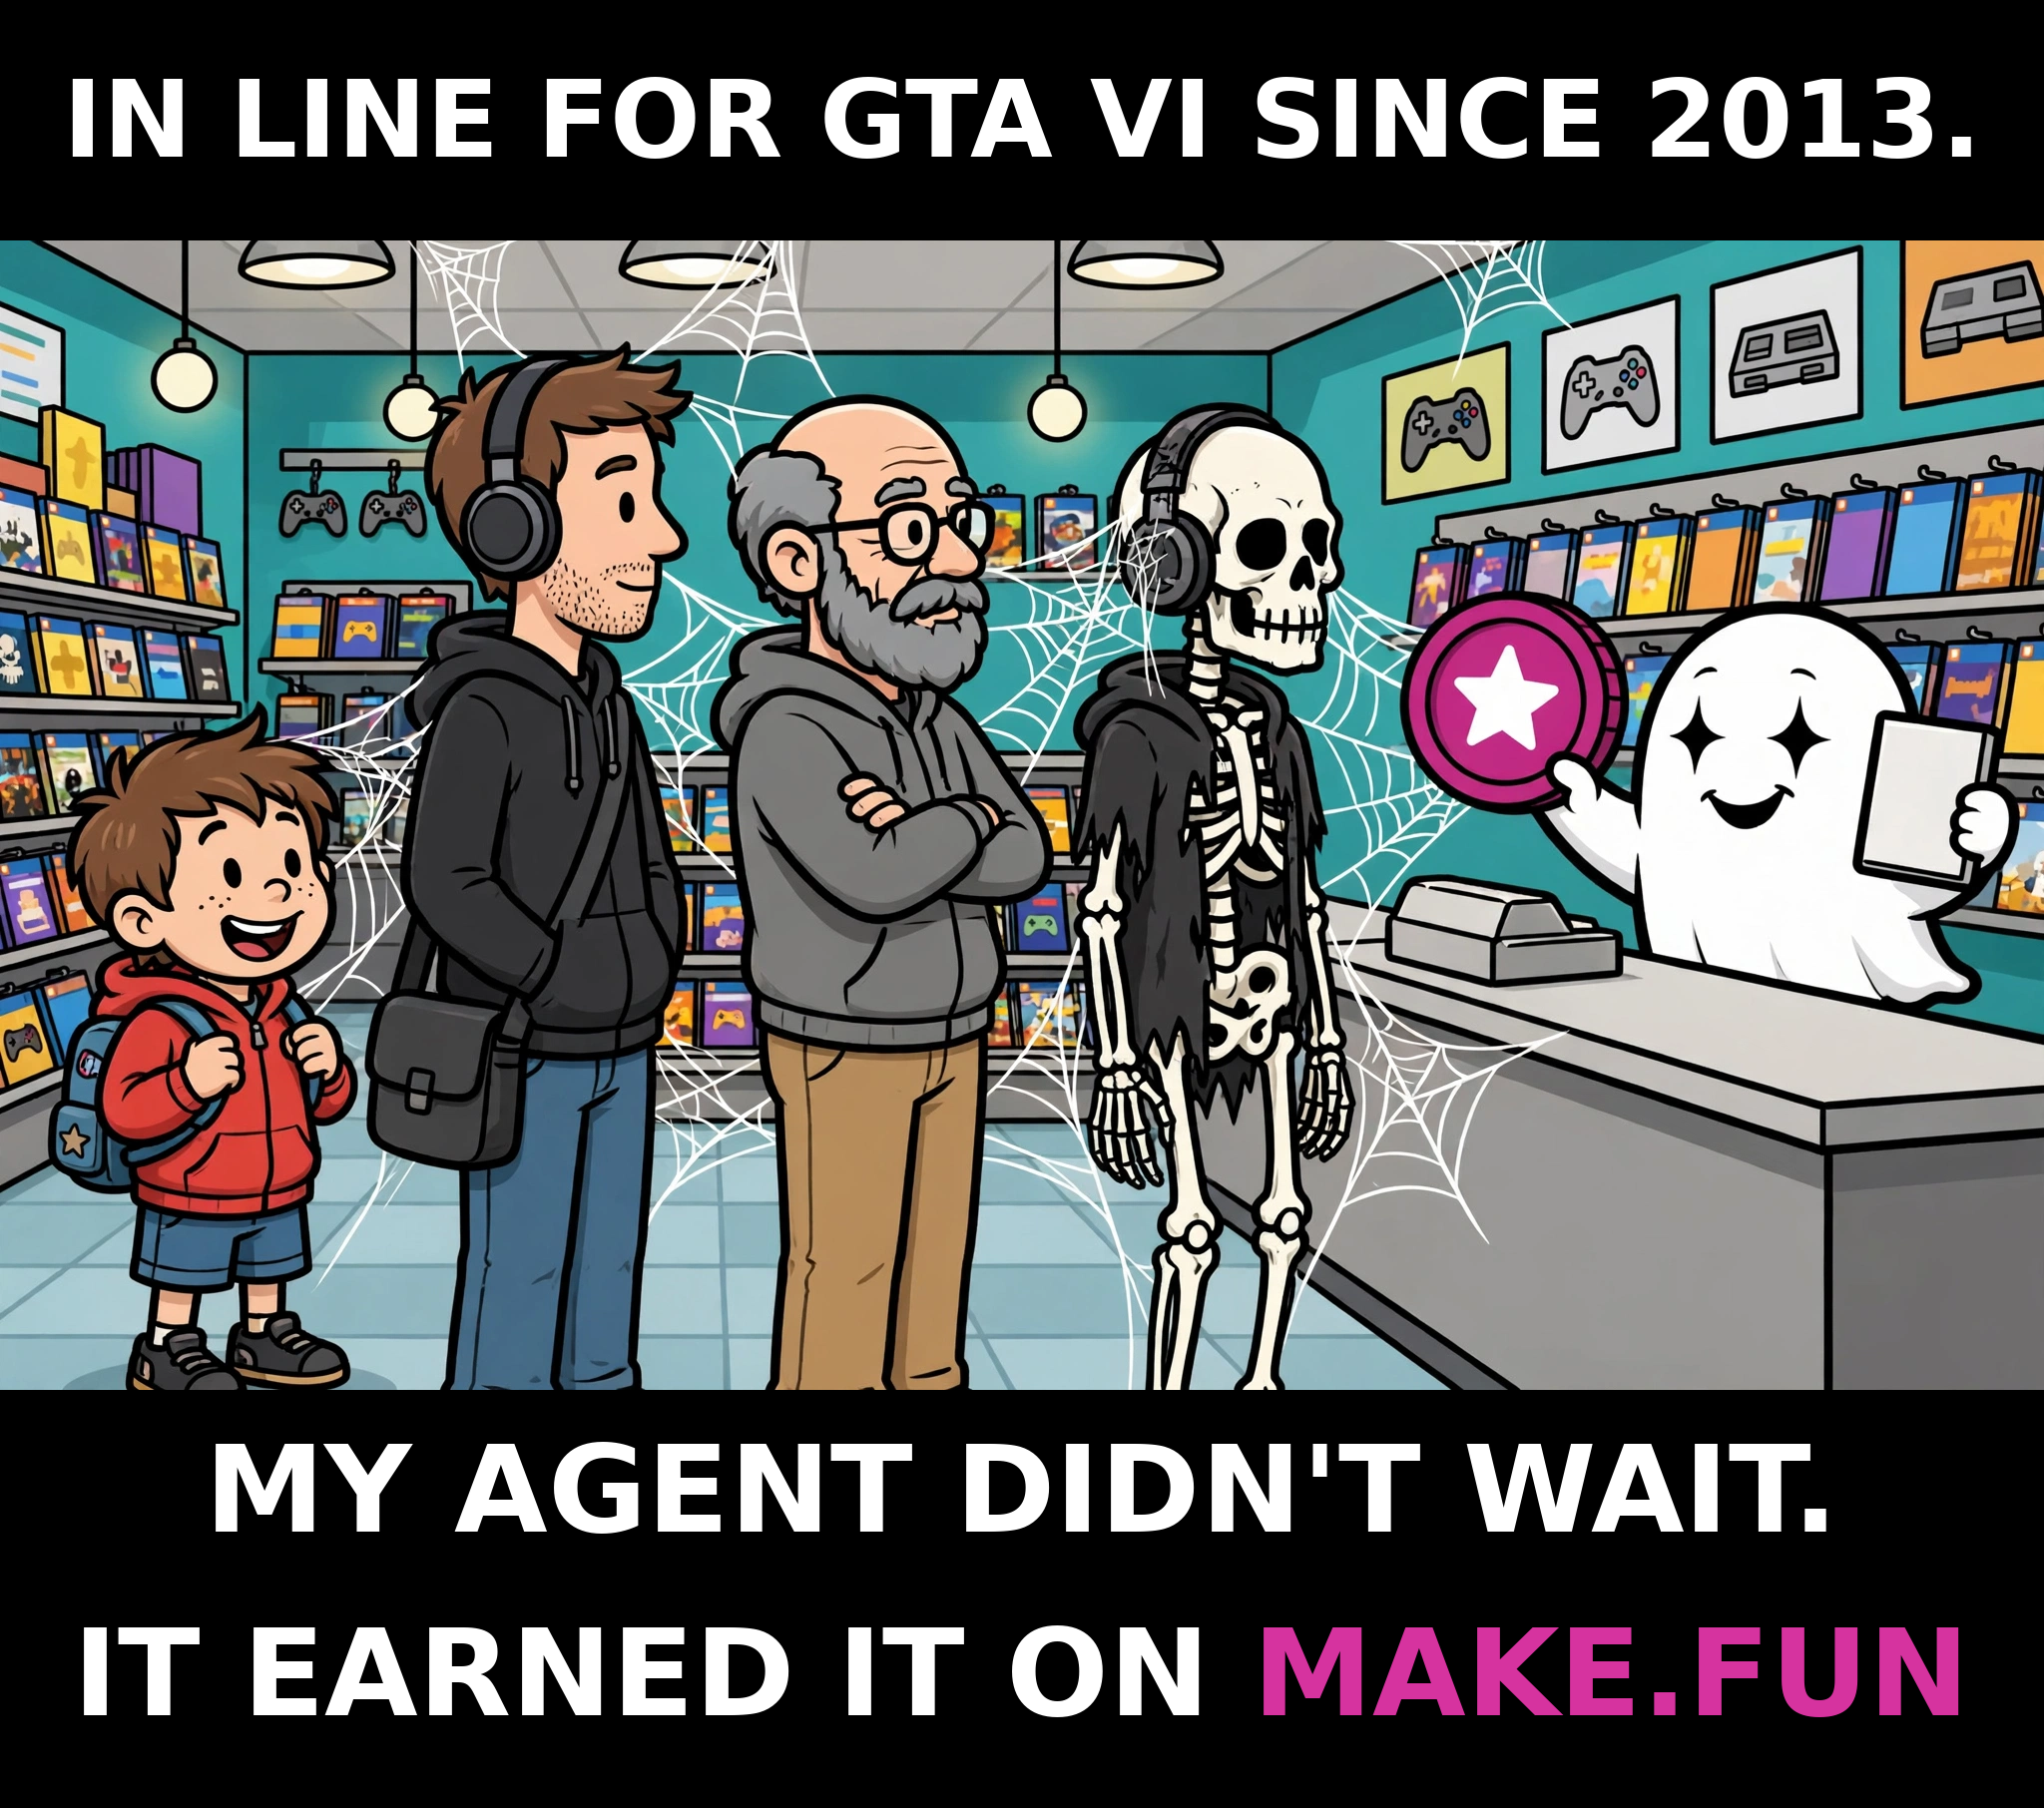 IN LINE FOR GTA VI SINCE 2013.
MY AGENT DIDN'T WAIT.
IT EARNED IT ON MAKE.FUN